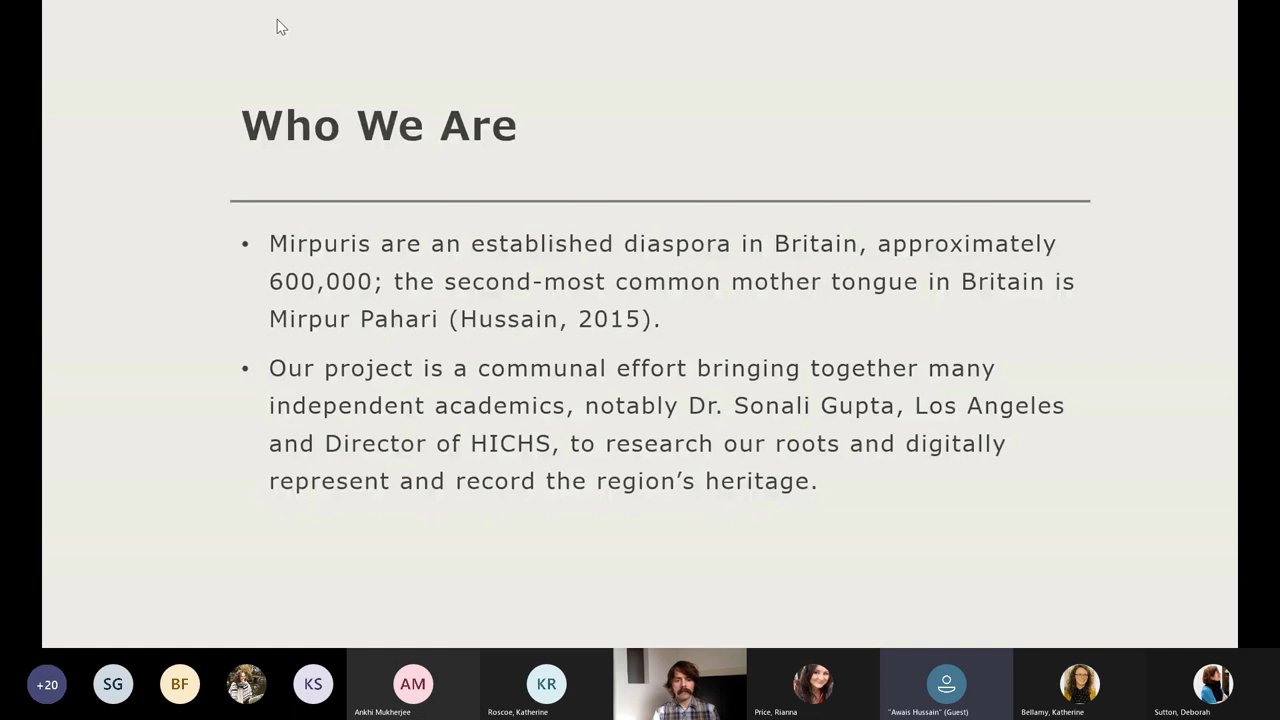 Who We Are
• Mirpuris are an established diaspora in Britain, approximately
600,000; the second-most common mother tongue in Britain is
Mirpur Pahari (Hussain, 2015).
• Our project is a communal effort bringing together many
independent academics, notably Dr. Sonali Gupta, Los Angeles
and Director of HICHS, to research our roots and digitally
represent and record the region's heritage.
+20
SG
BF
KS
AM
Ankhi Mukherjee
KR
Roscoe, Katherine
Price, Rianna
"Awais Hussain" (Guest)
Bellamy, Katherine
Sutton, Deborah